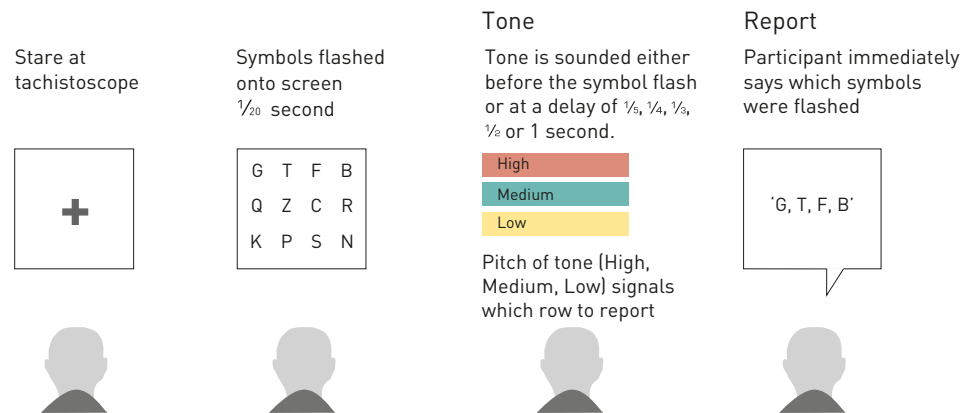 Stare at
tachistoscope
Symbols flashed
onto screen
1/20 second
G T F B
Q Z C R
K P S N
Tone
Tone is sounded either
before the symbol flash
or at a delay of 1/5, 1/4, 1/3,
1/2 or 1 second.
High
Medium
Low
Pitch of tone (High,
Medium, Low) signals
which row to report
Report
Participant immediately
says which symbols
were flashed
'G, T, F, B'